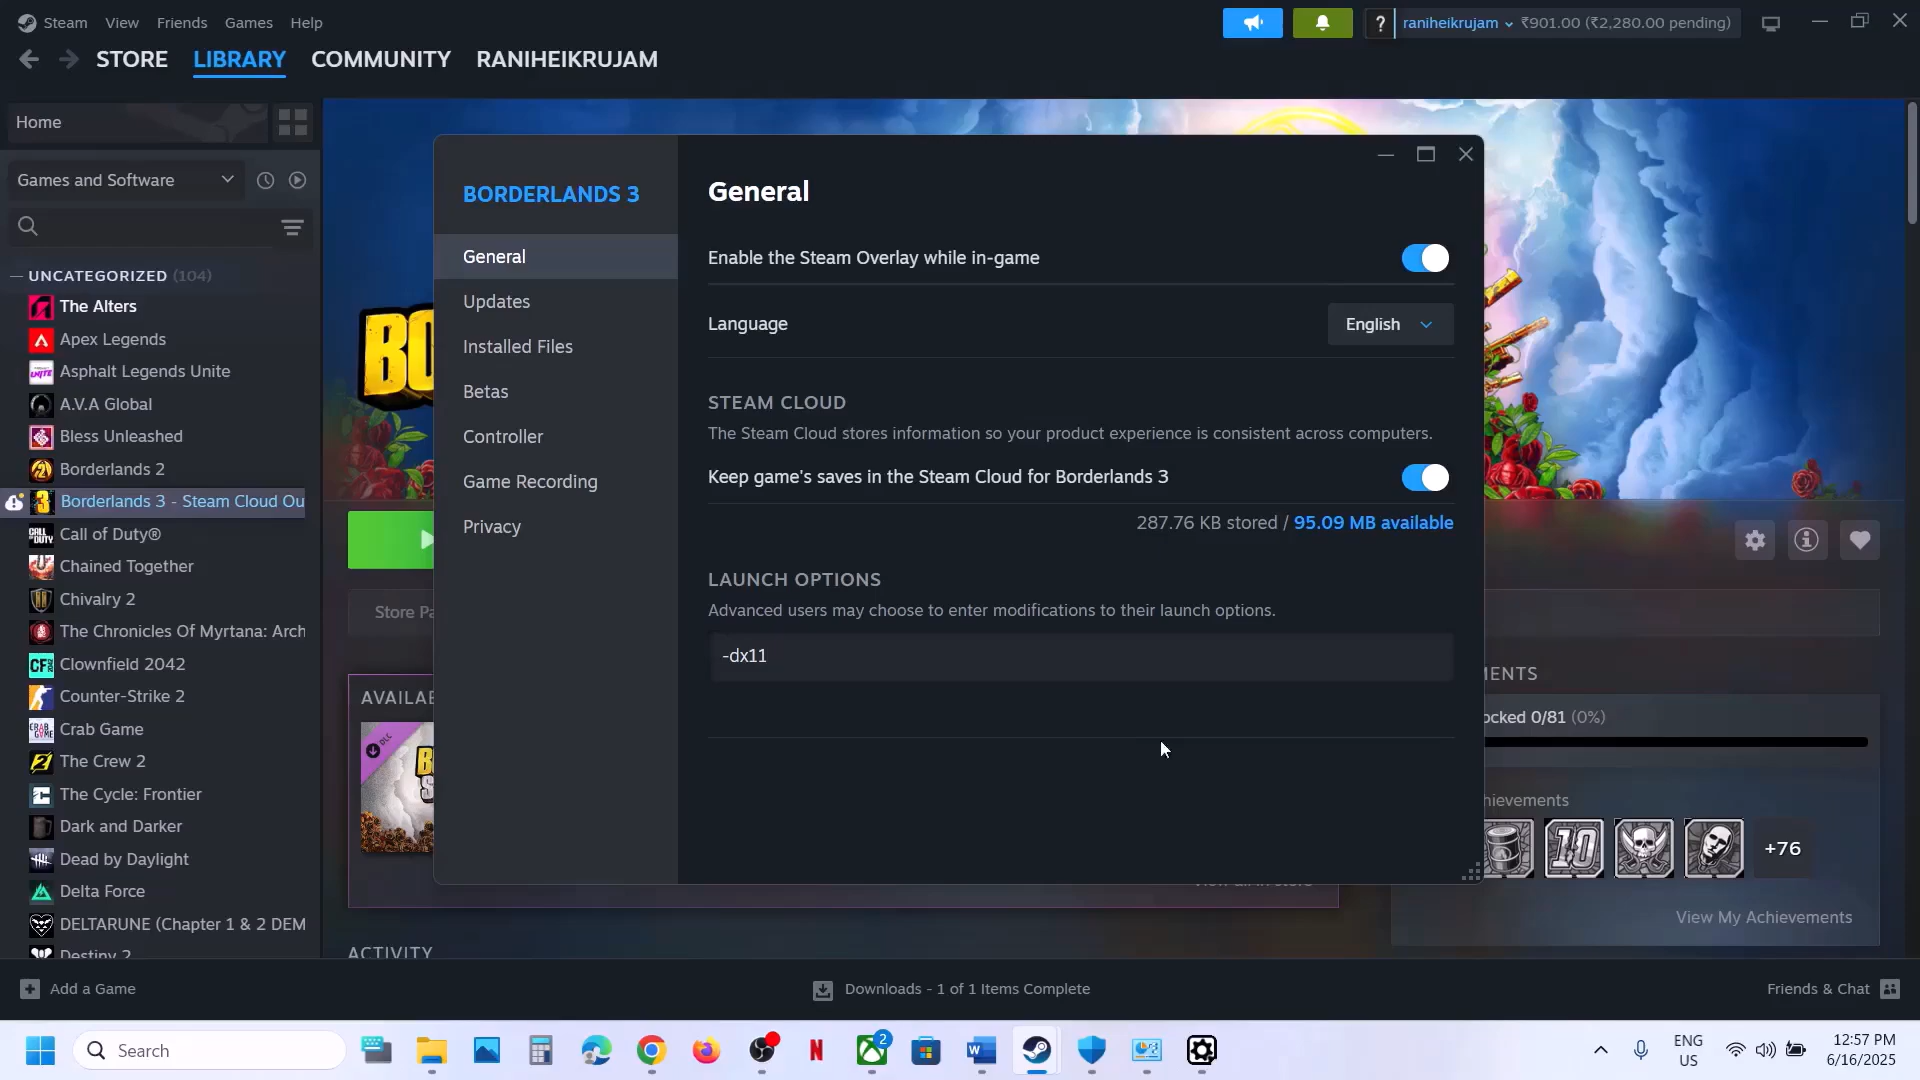 Steam View Friends Games Help
? raniheikrujam ₹901.00 (₹2,280.00 pending)
STORE LIBRARY COMMUNITY RANIHEIKRUJAM
Home
Games and Software
UNCATEGORIZED (104)
The Alters
Apex Legends
Asphalt Legends Unite
A.V.A Global
Bless Unleashed
Borderlands 2
Borderlands 3 - Steam Cloud Ou
Call of Duty®
Chained Together
Chivalry 2
The Chronicles Of Myrtana: Arch
Clownfield 2042
Counter-Strike 2
Crab Game
The Crew 2
The Cycle: Frontier
Dark and Darker
Dead by Daylight
Delta Force
DELTARUNE (Chapter 1 & 2 DEM
Destiny 2
BO
Store Pa
AVAILAB
DLC
ACTIVITY
BORDERLANDS 3
General
Updates
Installed Files
Betas
Controller
Game Recording
Privacy
General
Enable the Steam Overlay while in-game
Language English
STEAM CLOUD
The Steam Cloud stores information so your product experience is consistent across computers.
Keep game's saves in the Steam Cloud for Borderlands 3
287.76 KB stored / 95.09 MB available
LAUNCH OPTIONS
Advanced users may choose to enter modifications to their launch options.
-dx11
MENTS
ocked 0/81 (0%)
hievements
10
+76
View My Achievements
Add a Game
Downloads - 1 of 1 Items Complete
Friends & Chat
Search
2
ENG
US
12:57 PM
6/16/2025